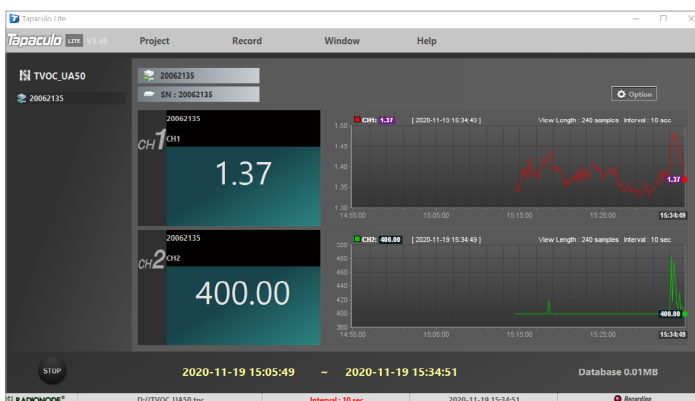 Tapaculo Lite
Tapaculo LITE V1.49 Project Record Window Help
TVOC_UA50
20062135
20062135
SN : 20062135
Option
20062135
CH1 CH1
1.37
CH1: 1.37 [ 2020-11-19 15:34:49 ] View Length : 240 samples Interval : 10 sec
1.50
1.45
1.40
1.35
1.30
1.37
14:55:00 15:05:00 15:15:00 15:25:00 15:34:49
20062135
CH2 CH2
400.00
CH2: 400.00 [ 2020-11-19 15:34:49 ] View Length : 240 samples Interval : 10 sec
500
480
460
440
420
400
380
400.00
14:55:00 15:05:00 15:15:00 15:25:00 15:34:49
STOP
2020-11-19 15:05:49 ~ 2020-11-19 15:34:51
Database 0.01MB
RADIONODE® D://TVOC_UA50.tpc Interval : 10 sec 2020-11-19 15:34:51 Recording